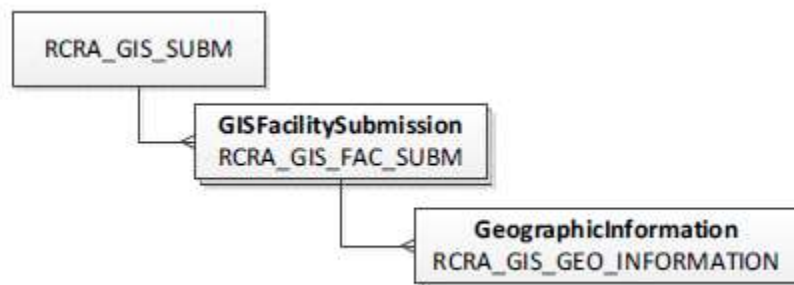 RCRA_GIS_SUBM
GISFacilitySubmission
RCRA_GIS_FAC_SUBM
GeographicInformation
RCRA_GIS_GEO_INFORMATION